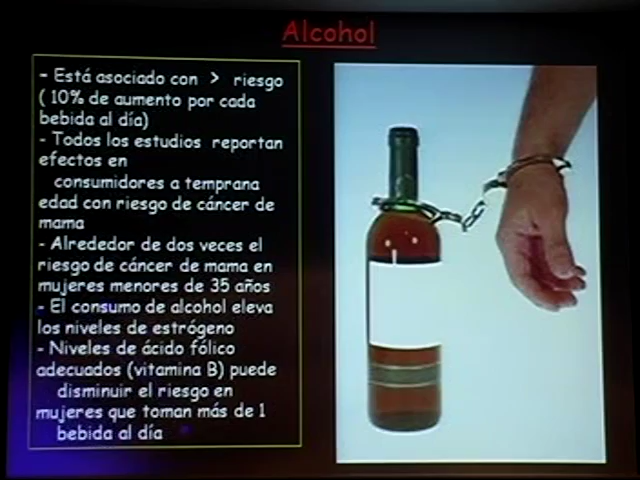 Alcohol
- Está asociado con > riesgo
( 10% de aumento por cada
bebida al día)
- Todos los estudios reportan
efectos en
consumidores a temprana
edad con riesgo de cáncer de
mama
- Alrededor de dos veces el
riesgo de cáncer de mama en
mujeres menores de 35 años
- El consumo de alcohol eleva
los niveles de estrógeno
- Niveles de ácido fólico
adecuados (vitamina B) puede
disminuir el riesgo en
mujeres que toman más de 1
bebida al día